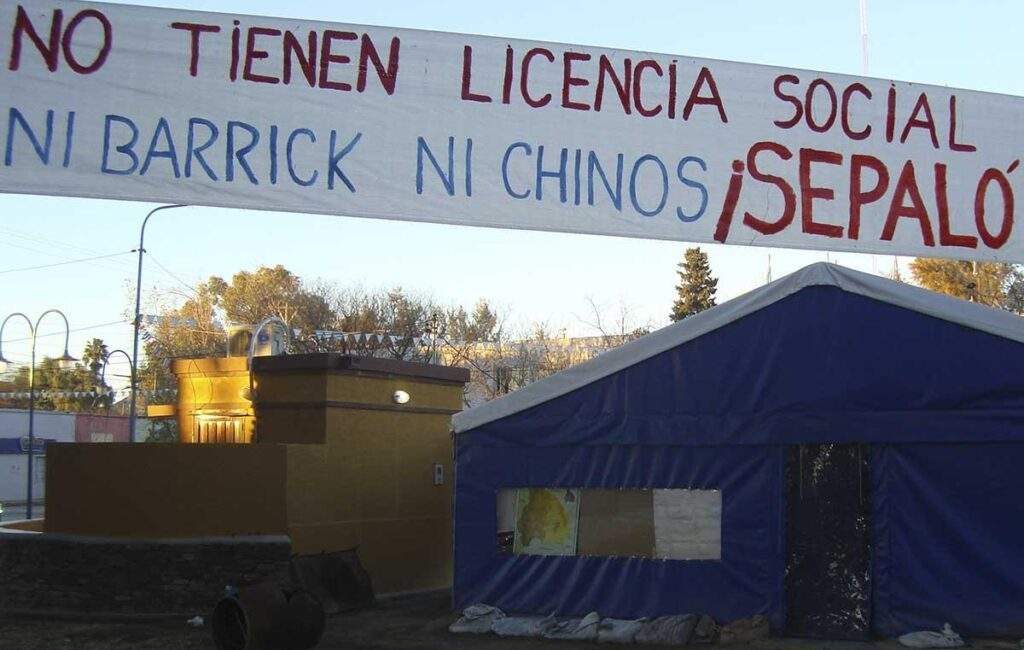 NO TIENEN LICENCIA SOCIAL
NI BARRICK NI CHINOS ¡SEPALÓ